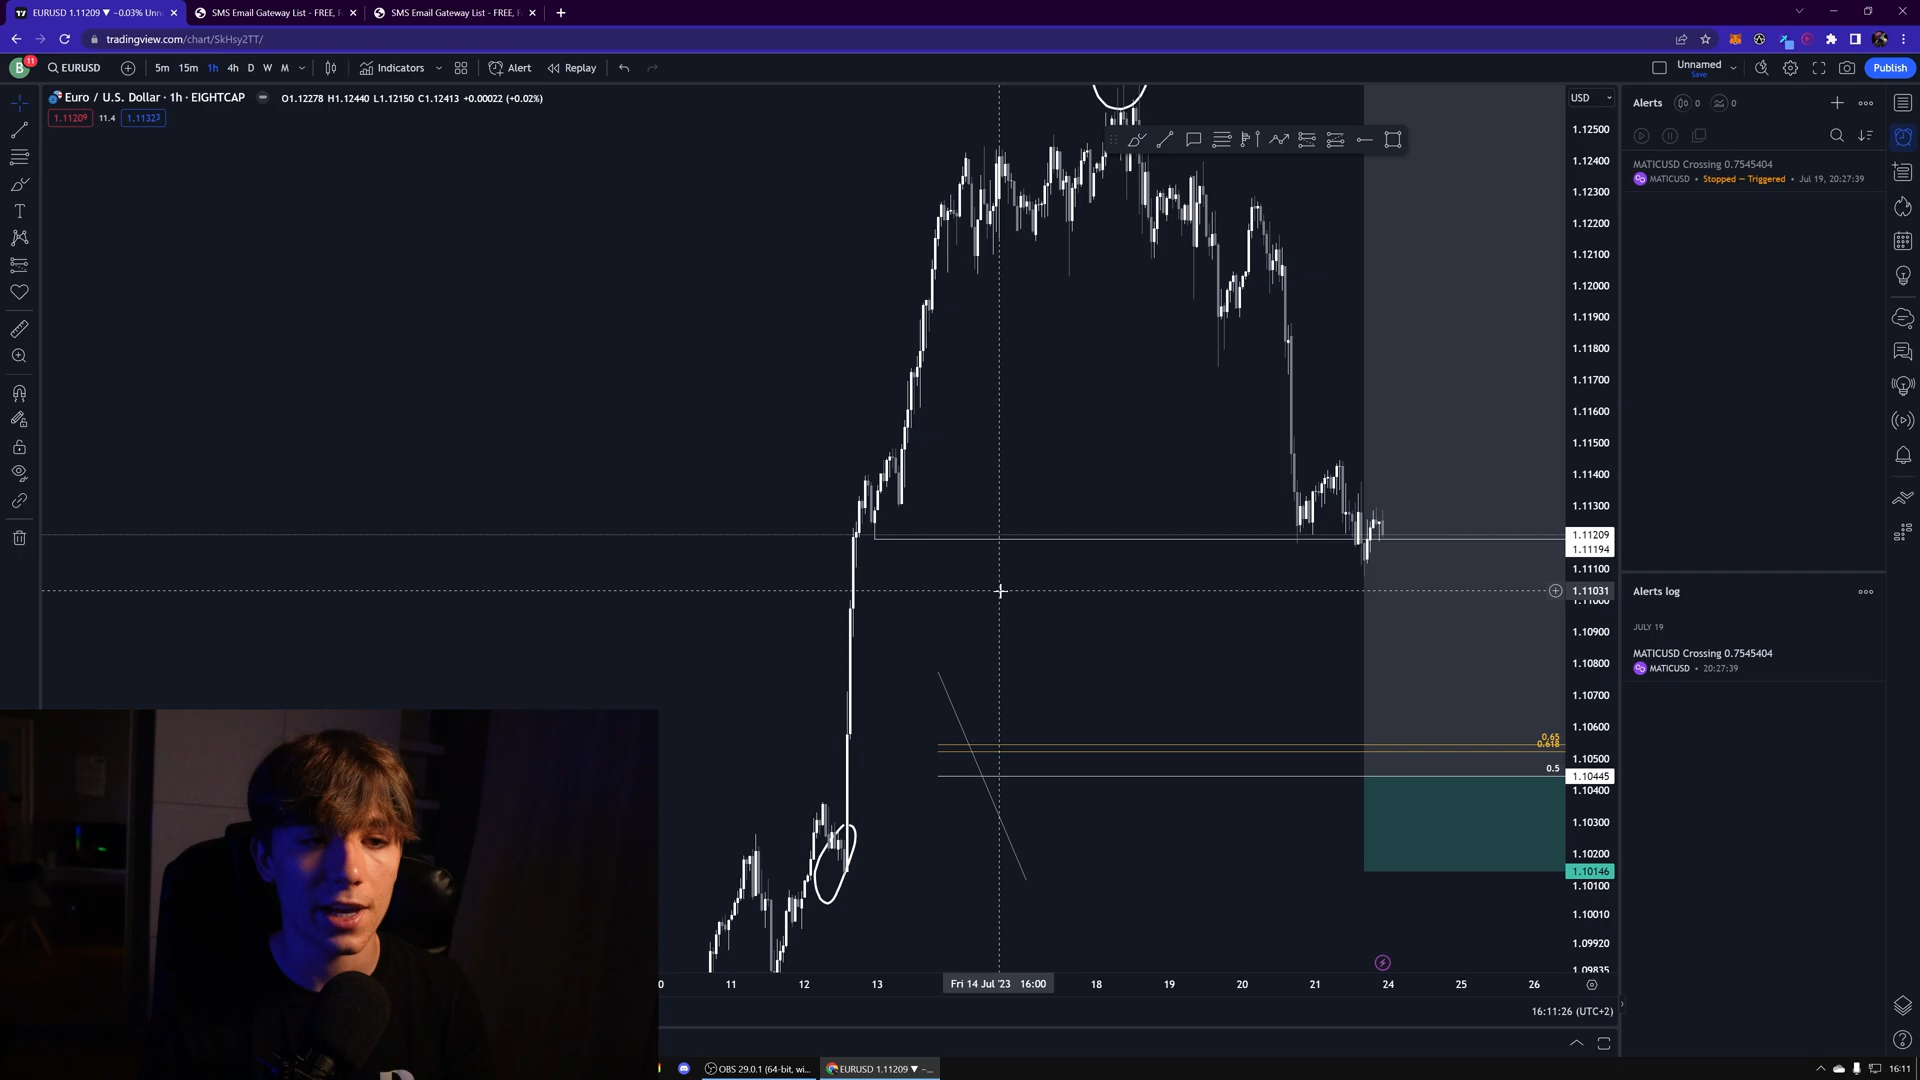 EURUSD 1.11209 ▼ −0.03% Unn
SMS Email Gateway List - FREE, F
SMS Email Gateway List - FREE, F
tradingview.com/chart/SkHsy2TT/
B
11
EURUSD
5m 15m 1h 4h D W M
Indicators
Alert
Replay
Unnamed
Save
Publish
Euro / U.S. Dollar · 1h · EIGHTCAP
O1.12278 H1.12440 L1.12150 C1.12413 +0.00022 (+0.02%)
1.11209
11.4
1.11323
USD
1.12500
1.12400
1.12300
1.12200
1.12100
1.12000
1.11900
1.11800
1.11700
1.11600
1.11500
1.11400
1.11300
1.11209
1.11194
1.11100
1.11031
1.11000
1.10900
1.10800
1.10700
1.10600
0.65
0.618
1.10500
0.5
1.10445
1.10400
1.10300
1.10200
1.10146
1.10100
1.10010
1.09920
1.09835
0 11 12 13 Fri 14 Jul '23 16:00 18 19 20 21 24 25 26
16:11:26 (UTC+2)
Alerts
0
0
MATICUSD Crossing 0.7545404
MATICUSD • Stopped — Triggered • Jul 19, 20:27:39
Alerts log
JULY 19
MATICUSD Crossing 0.7545404
MATICUSD • 20:27:39
OBS 29.0.1 (64-bit, wi...
EURUSD 1.11209 ▼ −...
16:11